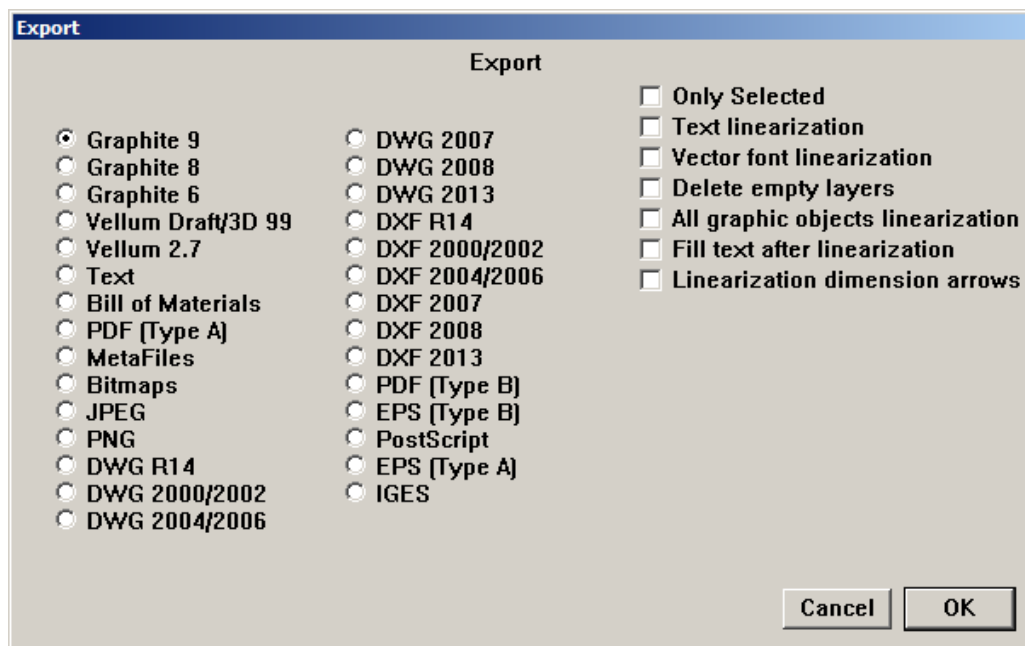 Export
Export
Graphite 9
Graphite 8
Graphite 6
Vellum Draft/3D 99
Vellum 2.7
Text
Bill of Materials
PDF (Type A)
MetaFiles
Bitmaps
JPEG
PNG
DWG R14
DWG 2000/2002
DWG 2004/2006
DWG 2007
DWG 2008
DWG 2013
DXF R14
DXF 2000/2002
DXF 2004/2006
DXF 2007
DXF 2008
DXF 2013
PDF (Type B)
EPS (Type B)
PostScript
EPS (Type A)
IGES
Only Selected
Text linearization
Vector font linearization
Delete empty layers
All graphic objects linearization
Fill text after linearization
Linearization dimension arrows
Cancel
OK